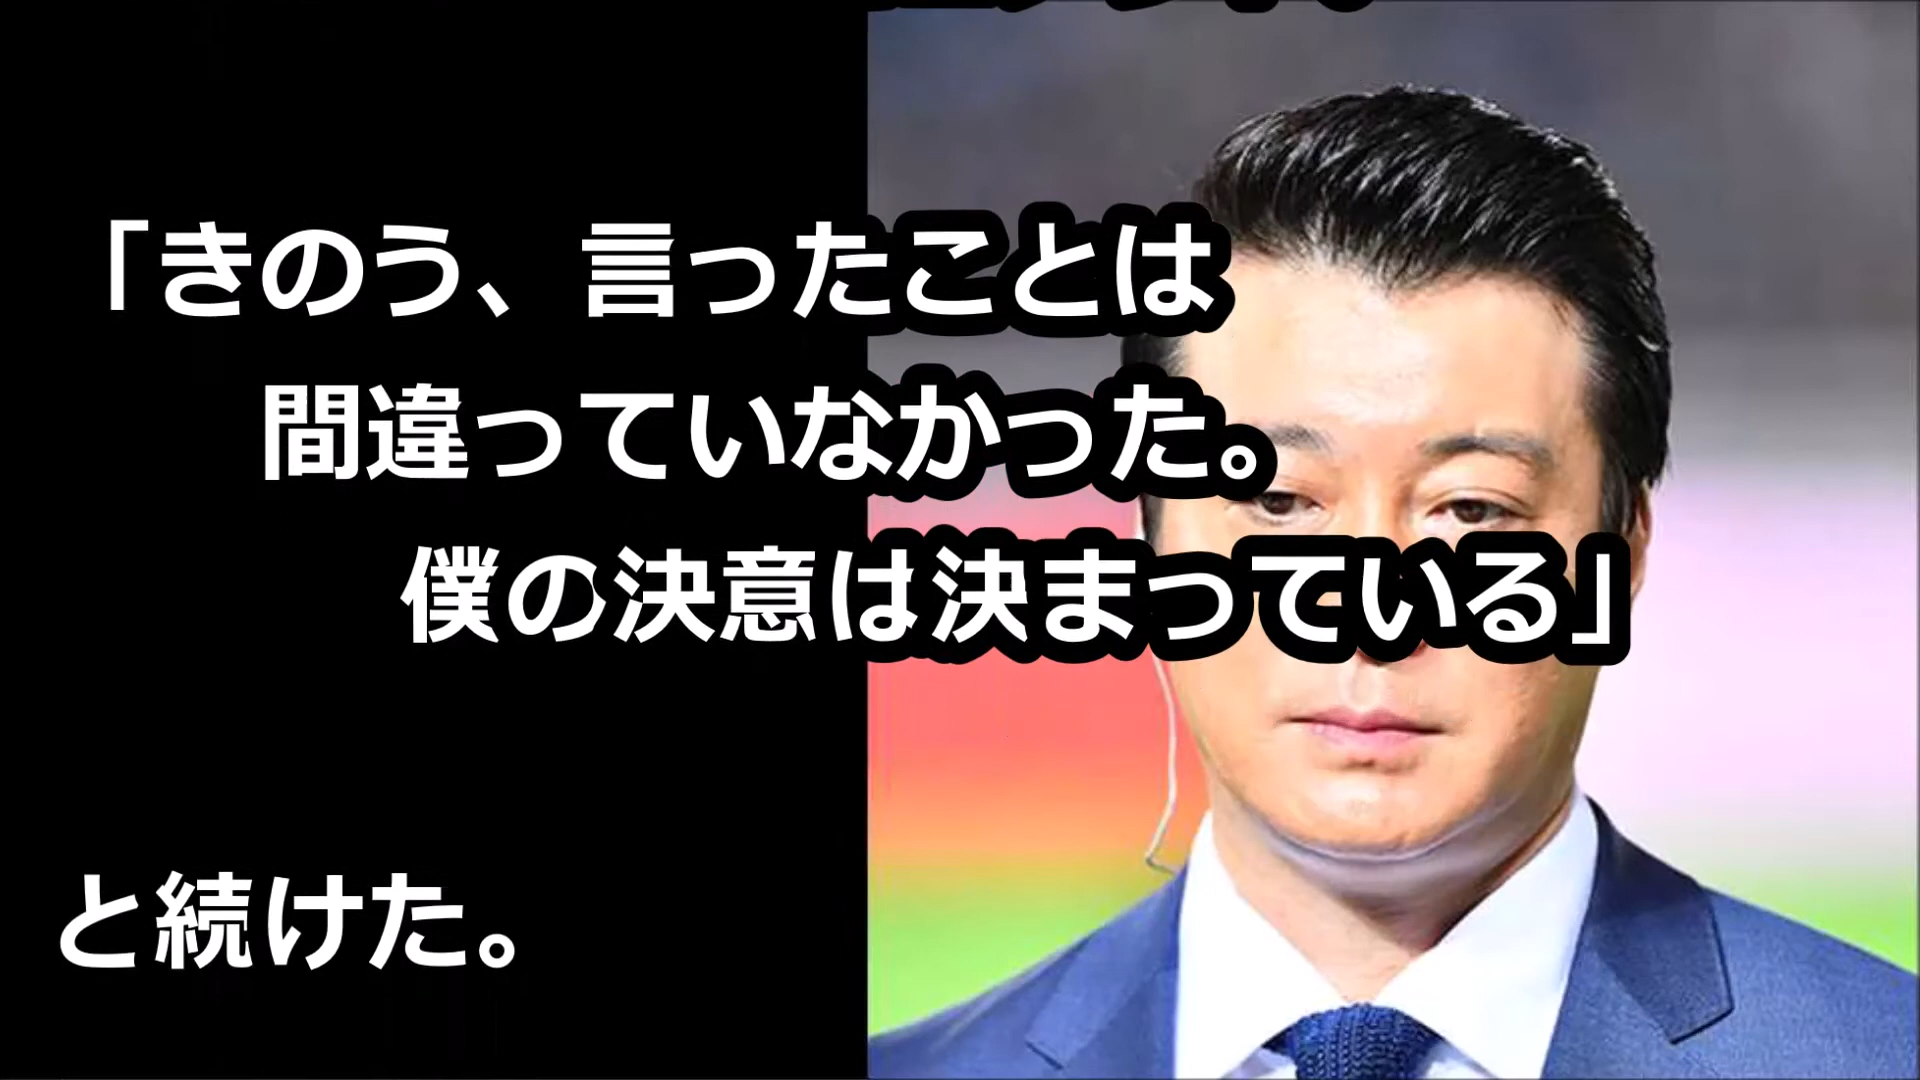 「きのう、言ったことは
間違っていなかった。
僕の決意は決まっている」
と続けた。